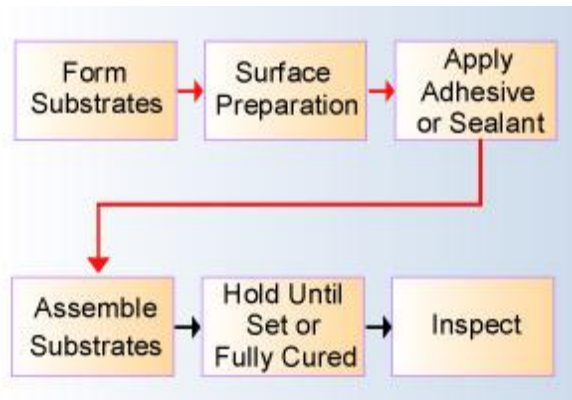 Form
Substrates
Surface
Preparation
Apply
Adhesive
or Sealant
Assemble
Substrates
Hold Until
Set or
Fully Cured
Inspect